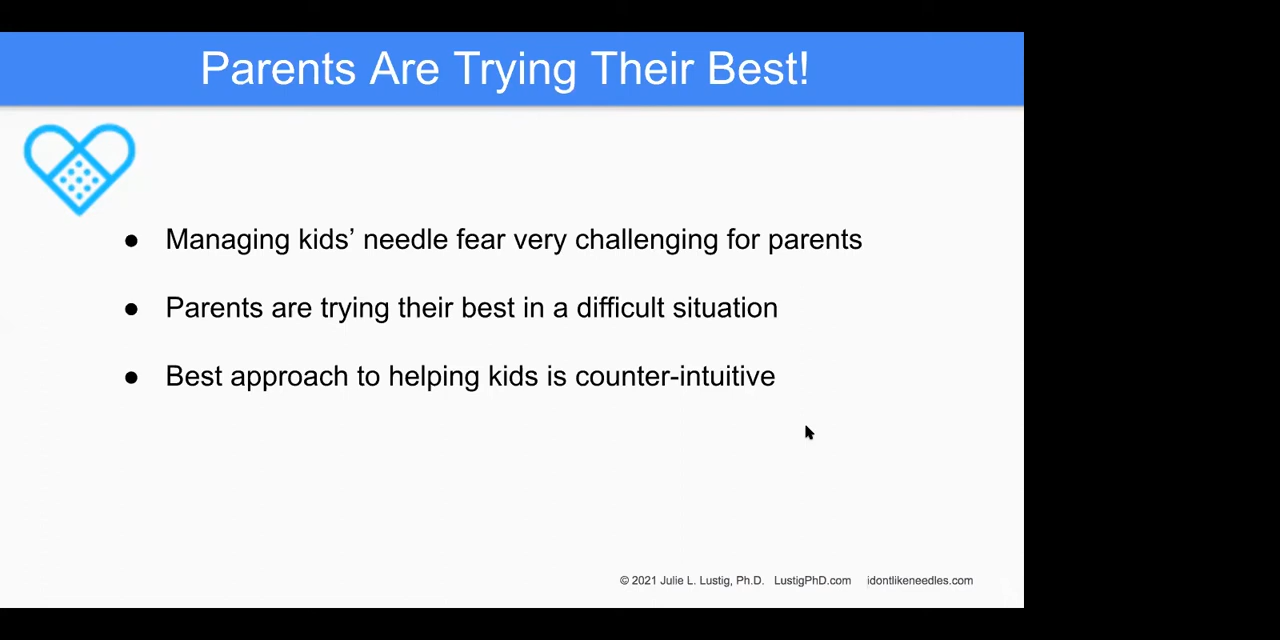 Parents Are Trying Their Best!
● Managing kids’ needle fear very challenging for parents
● Parents are trying their best in a difficult situation
● Best approach to helping kids is counter-intuitive
© 2021 Julie L. Lustig, Ph.D. LustigPhD.com idontlikeneedles.com